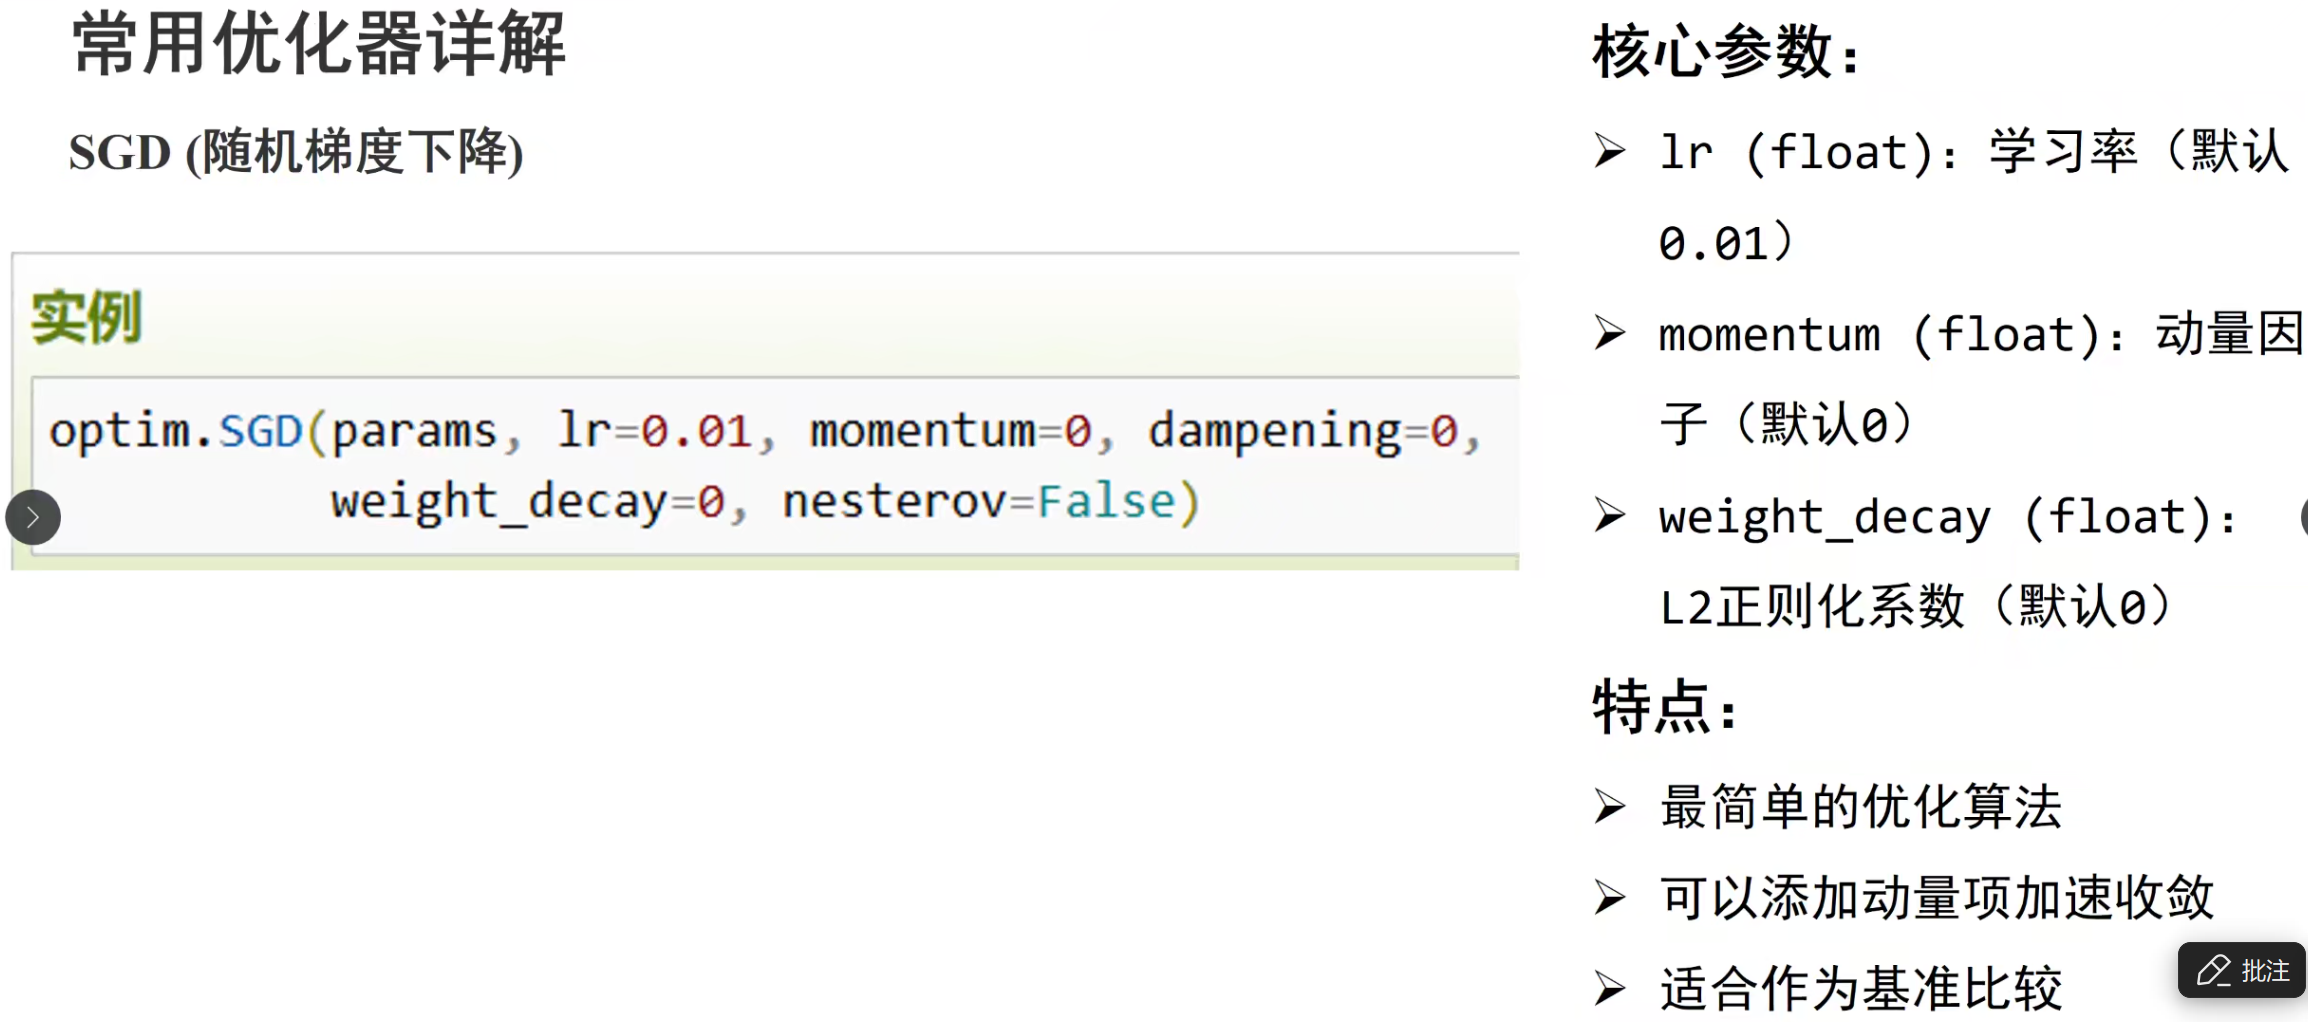 常用优化器详解
SGD (随机梯度下降)
实例
optim.SGD(params, lr=0.01, momentum=0, dampening=0,
weight_decay=0, nesterov=False)
核心参数:
lr (float): 学习率（默认
0.01）
momentum (float): 动量因
子（默认0）
weight_decay (float):
L2正则化系数（默认0）
特点:
最简单的优化算法
可以添加动量项加速收敛
适合作为基准比较
批注